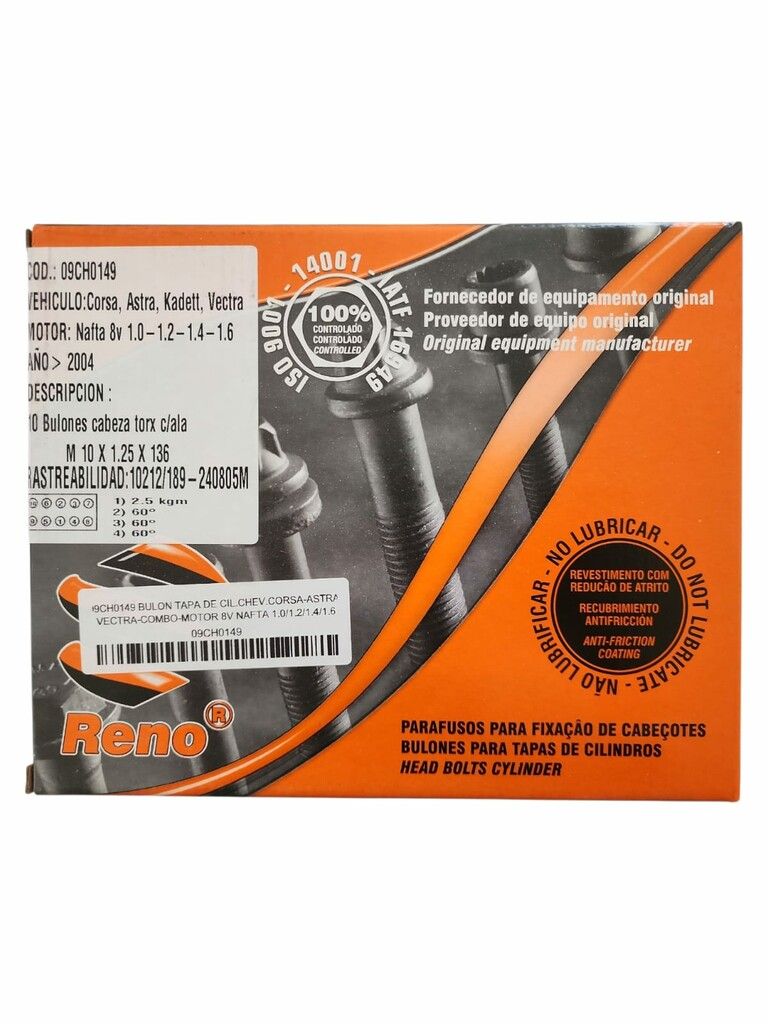 COD.: 09CH0149
VEHICULO:Corsa, Astra, Kadett, Vectra
MOTOR: Nafta 8v 1.0-1.2-1.4-1.6
AÑO> 2004
DESCRIPCION :
10 Bulones cabeza torx c/ala
M 10 X 1.25 X 136
RASTREABILIDAD:10212/189-240805M
1) 2.5 kgm
2) 60º
3) 60º
4) 60º
ISO 9001 - 14001 - IATF 16949
100%
CONTROLADO
CONTROLADO
CONTROLLED
Fornecedor de equipamento original
Proveedor de equipo original
Original equipment manufacturer
09CH0149 BULON TAPA DE CIL.CHEV.CORSA-ASTRA
VECTRA-COMBO-MOTOR 8V NAFTA 1.0/1.2/1.4/1.6
09CH0149
Reno®
NÃO LUBRIFICAR - NO LUBRICAR - DO NOT LUBRICATE -
REVESTIMENTO COM
REDUCÃO DE ATRITO
RECUBRIMIENTO
ANTIFRICCIÓN
ANTI-FRICTION
COATING
PARAFUSOS PARA FIXAÇÃO DE CABEÇOTES
BULONES PARA TAPAS DE CILINDROS
HEAD BOLTS CYLINDER